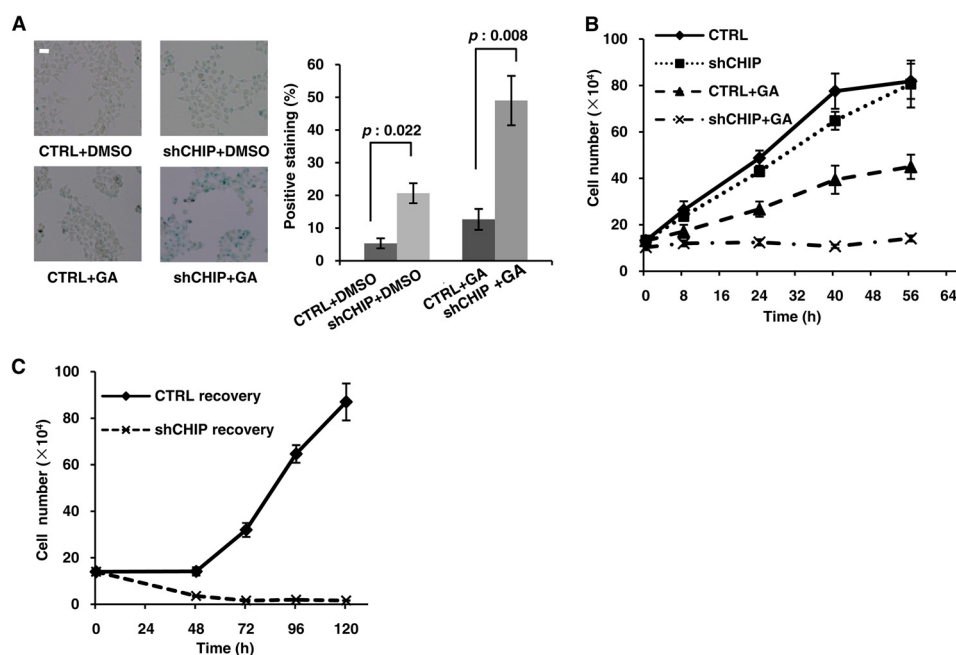 A
CTRL+DMSO
shCHIP+DMSO
CTRL+GA
shCHIP+GA
Positive staining (%)
70
60
50
40
30
20
10
0
p : 0.022
p : 0.008
CTRL+DMSO
shCHIP+DMSO
CTRL+GA
shCHIP +GA
B
CTRL
shCHIP
CTRL+GA
shCHIP+GA
Cell number (×10⁴)
100
80
60
40
20
0
0 8 16 24 32 40 48 56 64
Time (h)
C
CTRL recovery
shCHIP recovery
Cell number (×10⁴)
100
80
60
40
20
0
0 24 48 72 96 120
Time (h)